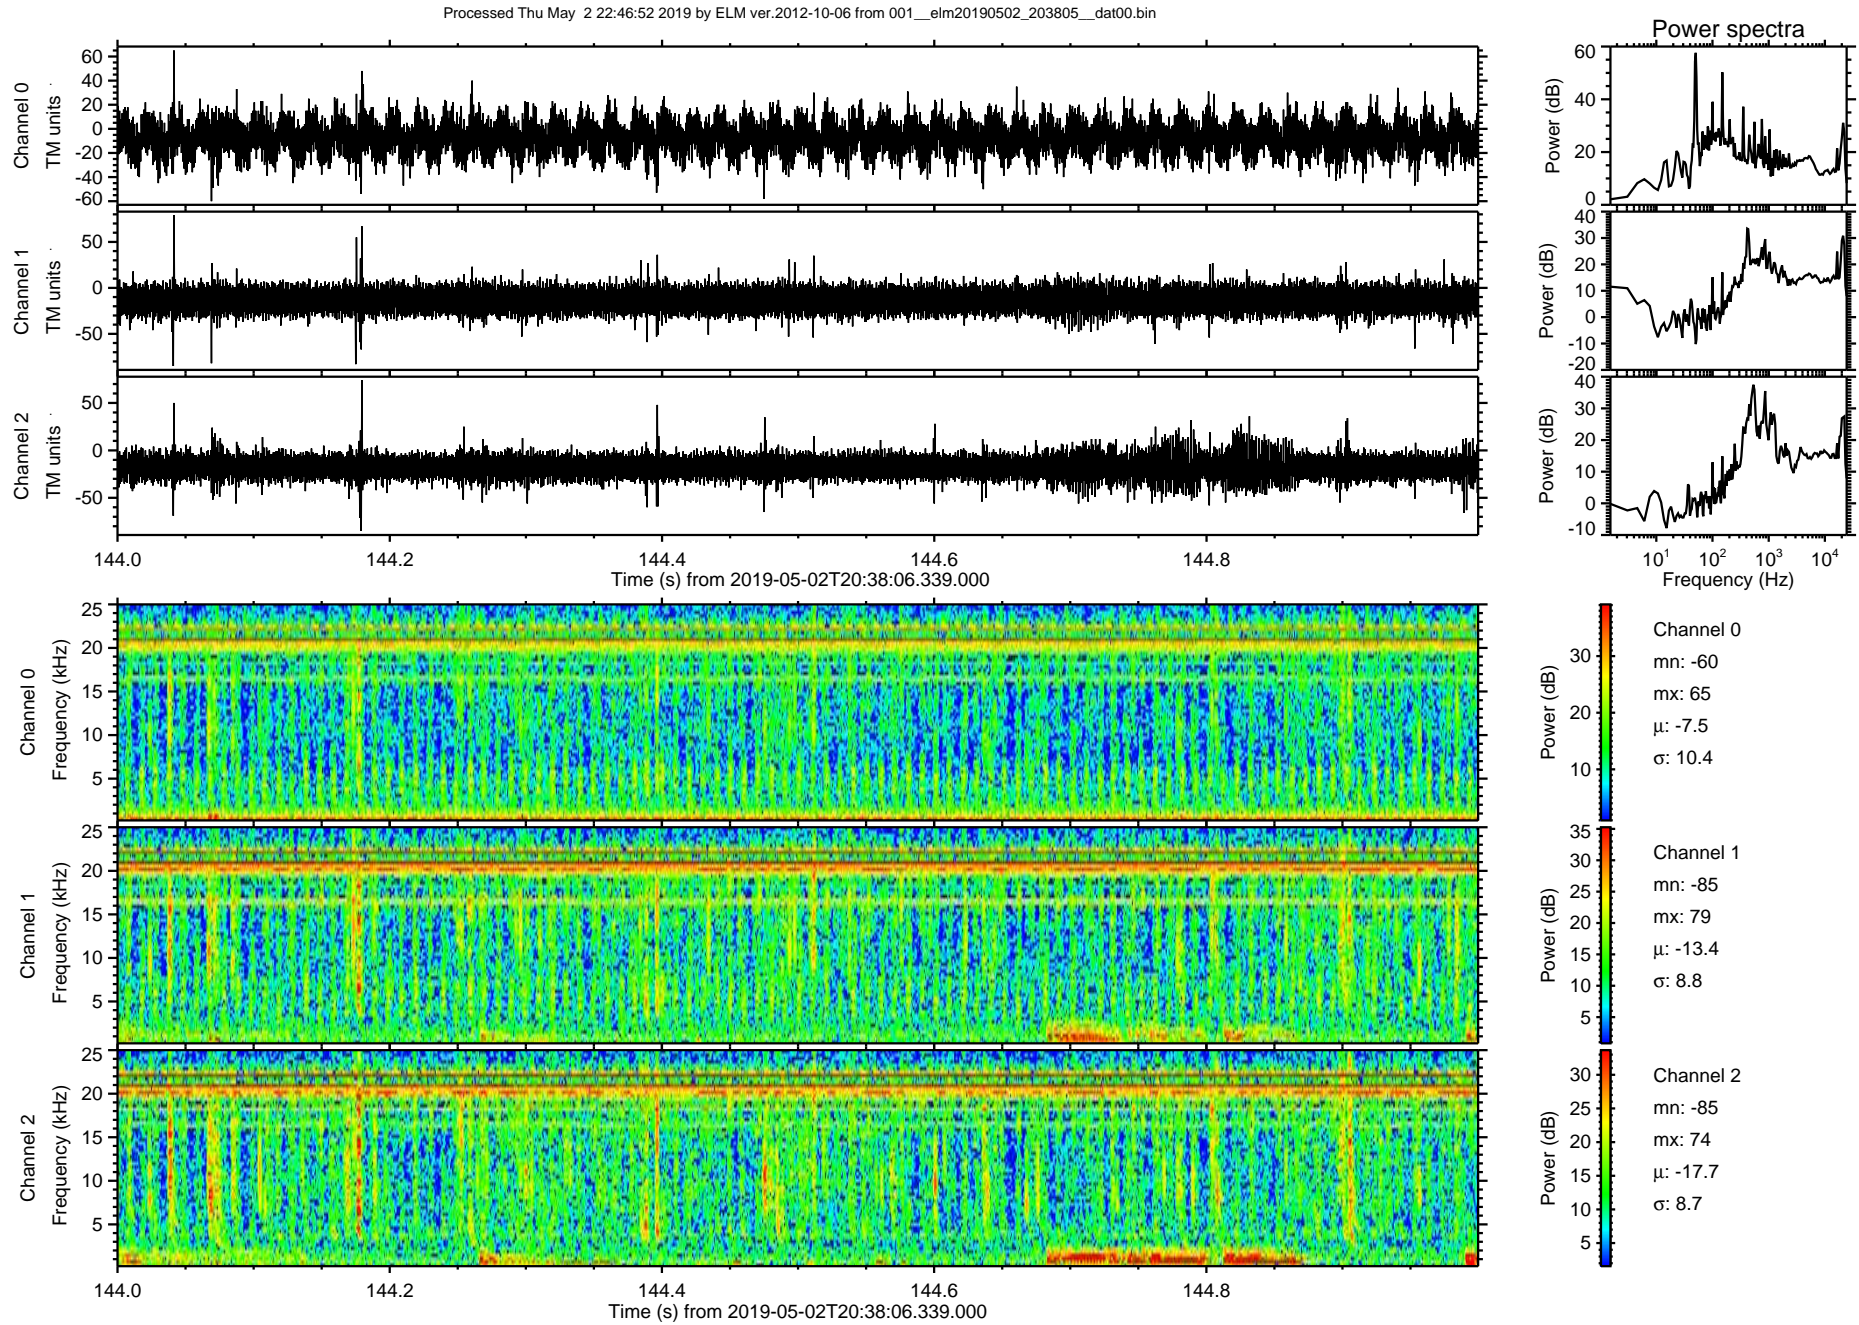 Processed Thu May  2 22:46:52 2019 by ELM ver.2012-10-06 from 001__elm20190502_203805__dat00.bin
Power spectra
Channel 0
TM units
60
40
20
0
-20
-40
-60
Power (dB)
60
40
20
0
Channel 1
TM units
50
0
-50
Power (dB)
40
30
20
10
0
-10
-20
Channel 2
TM units
50
0
-50
Power (dB)
40
30
20
10
0
-10
144.0 144.2 144.4 144.6 144.8
Time (s) from 2019-05-02T20:38:06.339.000
10¹ 10² 10³ 10⁴
Frequency (Hz)
Channel 0
Frequency (kHz)
25
20
15
10
5
Power (dB)
30
20
10
Channel 0
mn: -60
mx: 65
μ: -7.5
σ: 10.4
Channel 1
Frequency (kHz)
25
20
15
10
5
Power (dB)
35
30
25
20
15
10
5
Channel 1
mn: -85
mx: 79
μ: -13.4
σ: 8.8
Channel 2
Frequency (kHz)
25
20
15
10
5
Power (dB)
30
25
20
15
10
5
Channel 2
mn: -85
mx: 74
μ: -17.7
σ: 8.7
144.0 144.2 144.4 144.6 144.8
Time (s) from 2019-05-02T20:38:06.339.000